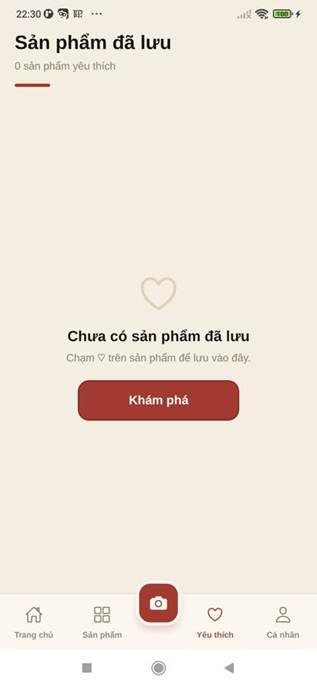 22:30
100
Sản phẩm đã lưu
0 sản phẩm yêu thích
Chưa có sản phẩm đã lưu
Chạm ♡ trên sản phẩm để lưu vào đây.
Khám phá
Trang chủ
Sản phẩm
Yêu thích
Cá nhân